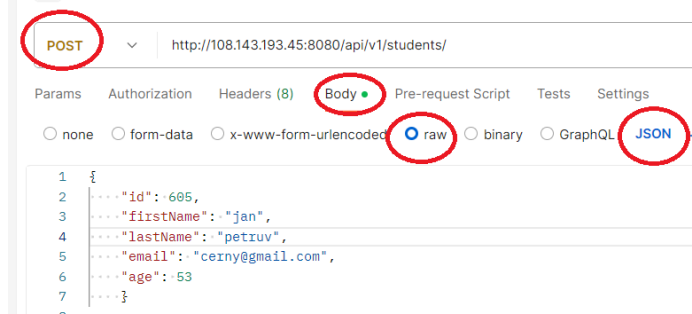 POST http://108.143.193.45:8080/api/v1/students/
Params Authorization Headers (8) Body Pre-request Script Tests Settings
none form-data x-www-form-urlencoded raw binary GraphQL JSON
1 {
2 "id": 605,
3 "firstName": "jan",
4 "lastName": "petruv",
5 "email": "cerny@gmail.com",
6 "age": 53
7 }